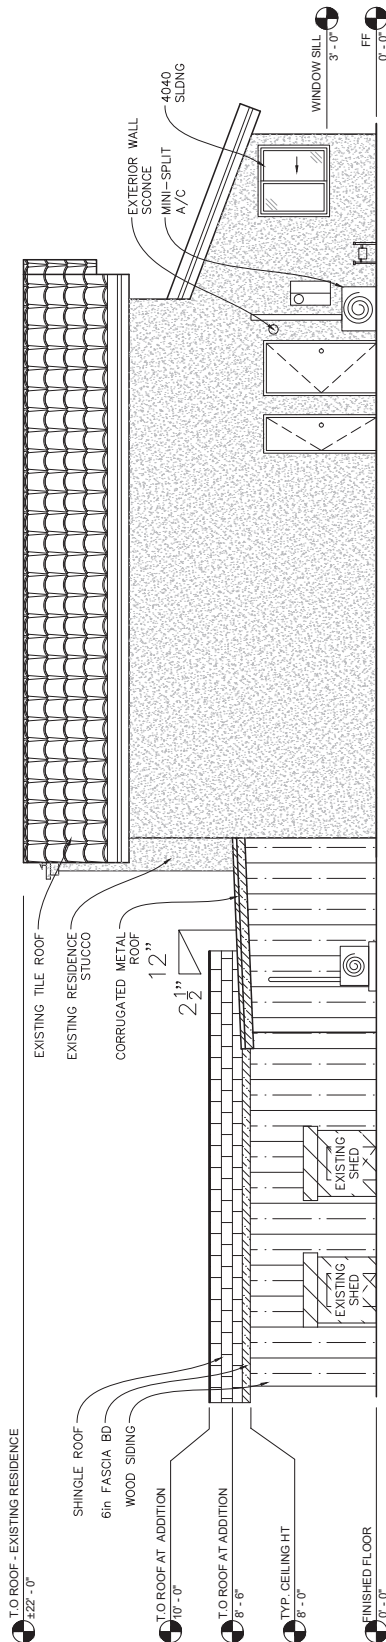 T.O ROOF - EXISTING RESIDENCE
±22' - 0"
SHINGLE ROOF
6in FASCIA BD
WOOD SIDING
T.O ROOF AT ADDITION
10' - 0"
T.O ROOF AT ADDITION
8' - 6"
TYP. CEILING HT
8' - 0"
FINISHED FLOOR
0' - 0"
EXISTING
SHED
EXISTING
SHED
EXISTING TILE ROOF
EXISTING RESIDENCE
STUCCO
CORRUGATED METAL
ROOF
12"
2 1/2"
EXTERIOR WALL
SCONCE
MINI-SPLIT
A/C
4040
SLDNG
WINDOW SILL
3' - 0"
FF
0' - 0"